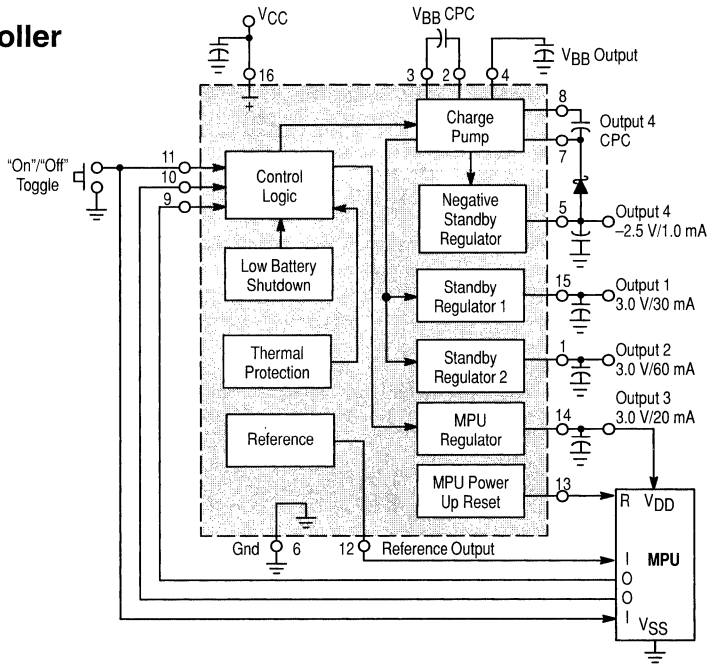 oller
VCC
VBB CPC
VBB Output
16
3
2
4
+
8
Output 4
CPC
7
Charge
Pump
"On"/"Off"
Toggle
11
10
9
Control
Logic
Negative
Standby
Regulator
5
Output 4
–2.5 V/1.0 mA
Low Battery
Shutdown
Standby
Regulator 1
15
Output 1
3.0 V/30 mA
Thermal
Protection
Standby
Regulator 2
1
Output 2
3.0 V/60 mA
Reference
MPU
Regulator
14
Output 3
3.0 V/20 mA
MPU Power
Up Reset
13
R
VDD
Gnd
6
12
Reference Output
I
MPU
O
O
I
VSS